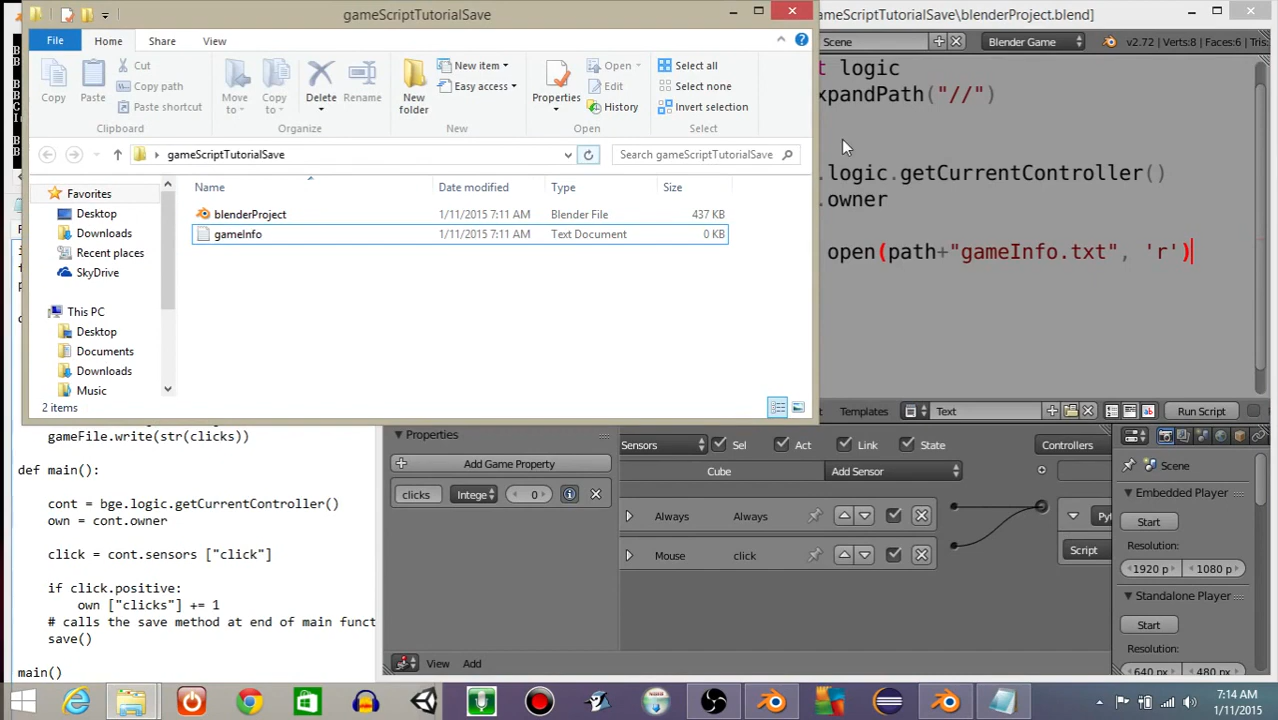 gameScriptTutorialSave
File
Home
Share
View
Copy
Paste
Cut
Copy path
Paste shortcut
Clipboard
Move to
Copy to
Delete
Rename
Organize
New folder
New item
Easy access
New
Properties
Open
Edit
History
Open
Select all
Select none
Invert selection
Select
gameScriptTutorialSave
Search gameScriptTutorialSave
Name
Date modified
Type
Size
blenderProject 1/11/2015 7:11 AM Blender File 437 KB
gameInfo 1/11/2015 7:11 AM Text Document 0 KB
Favorites
Desktop
Downloads
Recent places
SkyDrive
This PC
Desktop
Documents
Downloads
Music
2 items
ameScriptTutorialSave\blenderProject.blend]
Scene
Blender Game
v2.72 | Verts:8 | Faces:6 | Tris:
t logic
xpandPath("//")
.logic.getCurrentController()
.owner
open(path+"gameInfo.txt", 'r')
Templates
Text
Run Script
gameFile.write(str(clicks))
def main():
cont = bge.logic.getCurrentController()
own = cont.owner
click = cont.sensors ["click"]
if click.positive:
own ["clicks"] += 1
# calls the save method at end of main funct
save()
main()
Properties
Add Game Property
clicks Intege 0
View Add
Sensors Sel Act Link State
Cube Add Sensor
Always Always
Mouse click
Controllers
Py
Script
Scene
Embedded Player
Start
Resolution:
1920 p 1080 p
Standalone Player
Start
Resolution:
640 px 480 px
7:14 AM
1/11/2015